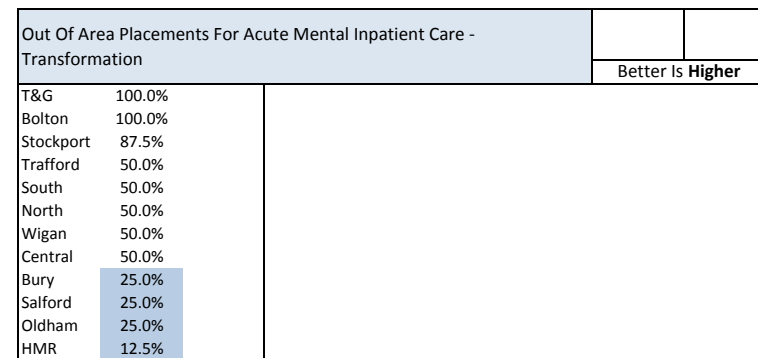 Out Of Area Placements For Acute Mental Inpatient Care -
Transformation
Better Is Higher
T&G 100.0%
Bolton 100.0%
Stockport 87.5%
Trafford 50.0%
South 50.0%
North 50.0%
Wigan 50.0%
Central 50.0%
Bury 25.0%
Salford 25.0%
Oldham 25.0%
HMR 12.5%